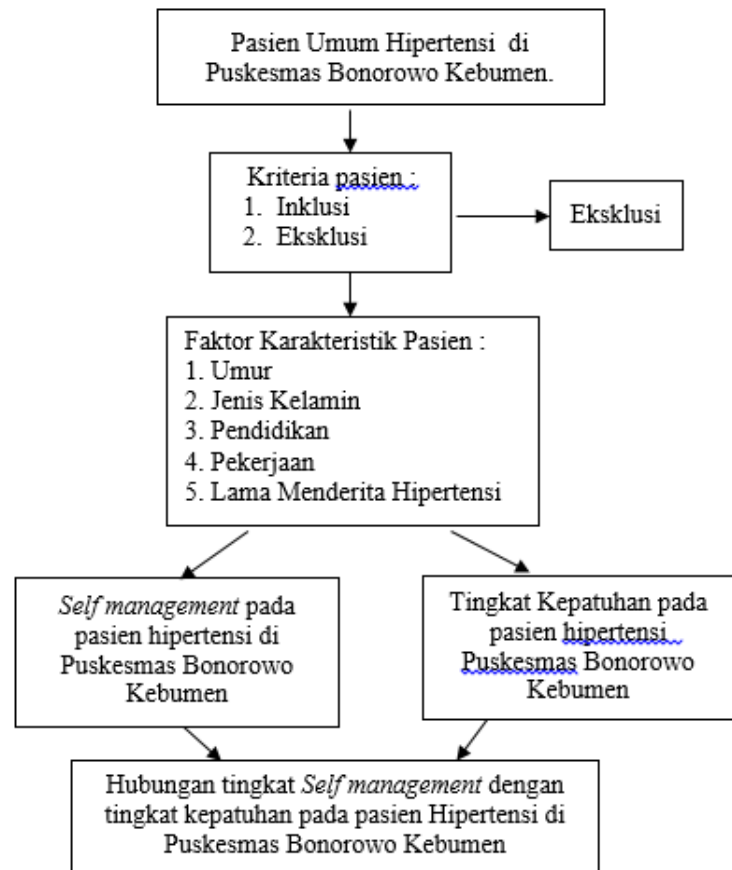 Pasien Umum Hipertensi di
Puskesmas Bonorowo Kebumen.
Kriteria pasien :
1. Inklusi
2. Eksklusi
Eksklusi
Faktor Karakteristik Pasien :
1. Umur
2. Jenis Kelamin
3. Pendidikan
4. Pekerjaan
5. Lama Menderita Hipertensi
Self management pada
pasien hipertensi di
Puskesmas Bonorowo
Kebumen
Tingkat Kepatuhan pada
pasien hipertensi
Puskesmas Bonorowo
Kebumen
Hubungan tingkat Self management dengan
tingkat kepatuhan pada pasien Hipertensi di
Puskesmas Bonorowo Kebumen